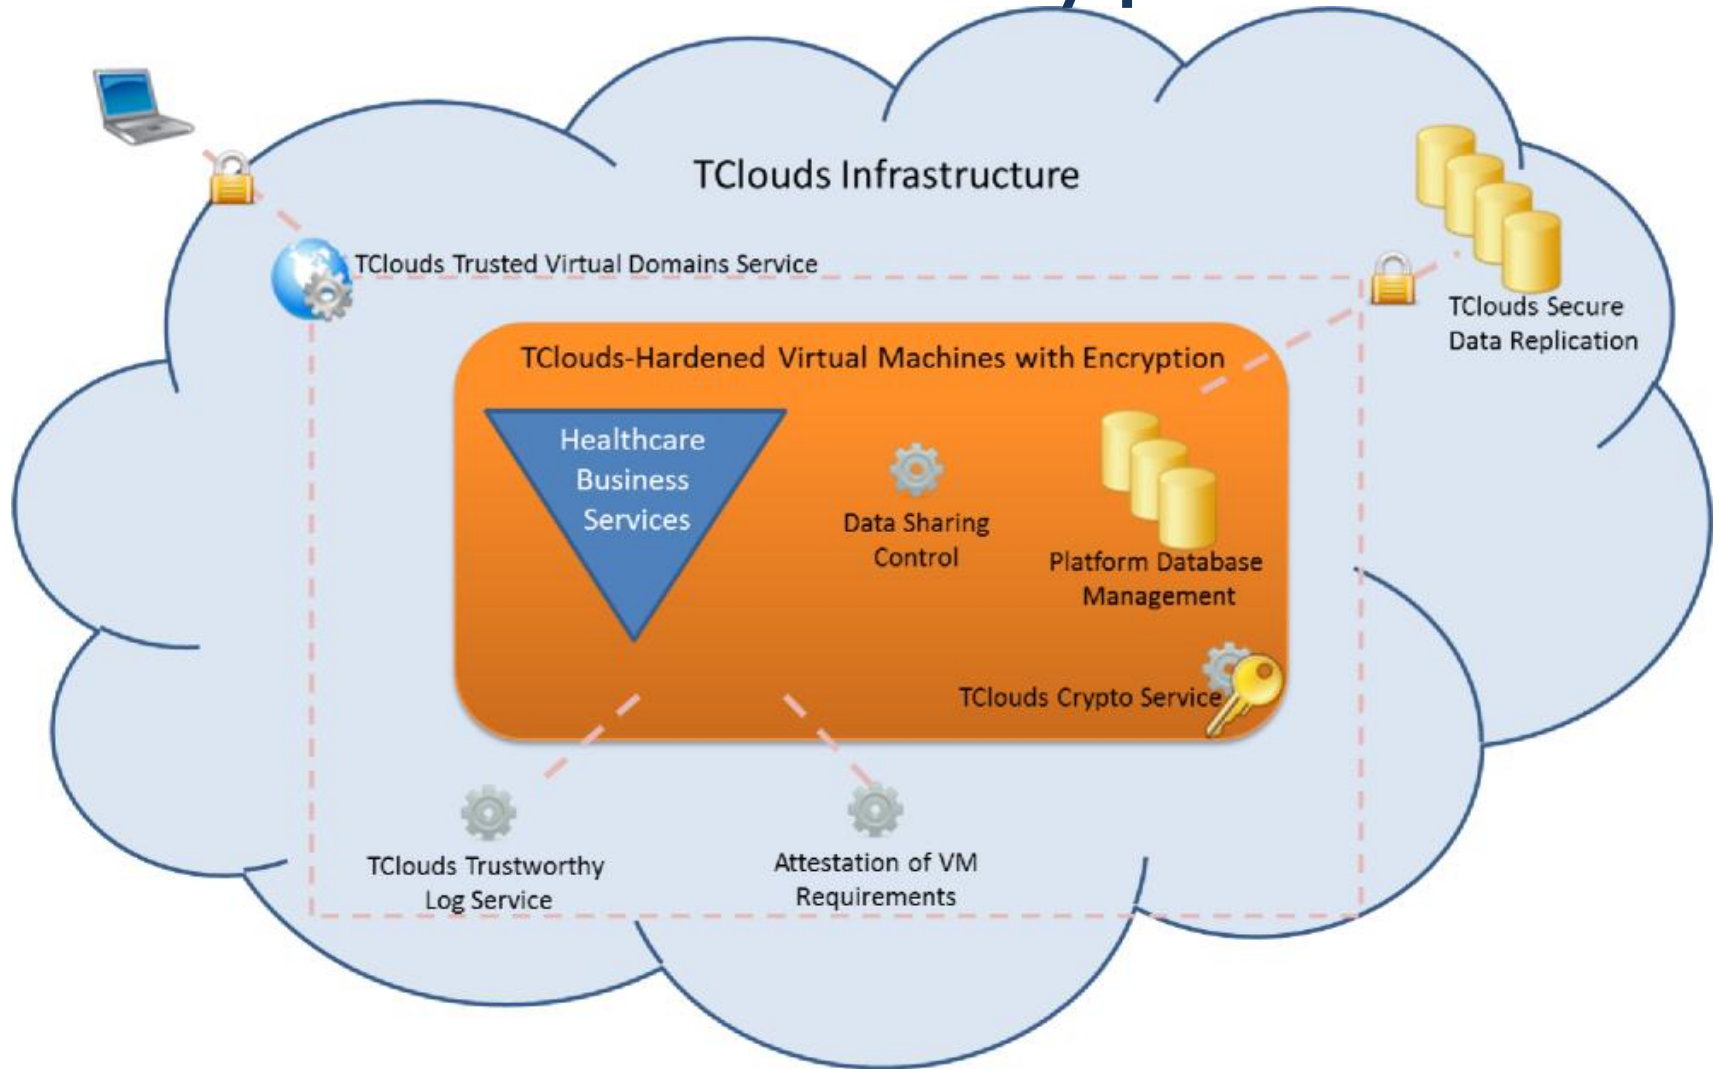 TClouds Infrastructure
TClouds Trusted Virtual Domains Service
TClouds Secure
Data Replication
TClouds-Hardened Virtual Machines with Encryption
Healthcare
Business
Services
Data Sharing
Control
Platform Database
Management
TClouds Crypto Service
TClouds Trustworthy
Log Service
Attestation of VM
Requirements